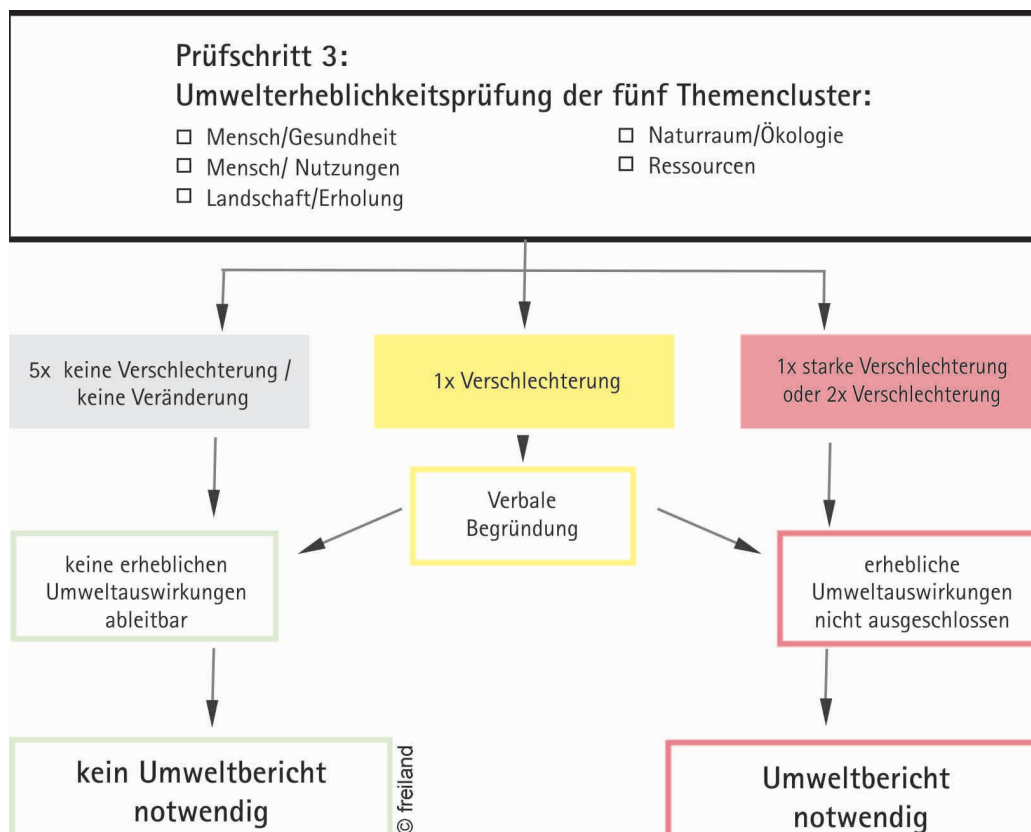 Prüfschritt 3:
Umwelterheblichkeitsprüfung der fünf Themencluster:
☐ Mensch/Gesundheit
☐ Mensch/ Nutzungen
☐ Landschaft/Erholung
☐ Naturraum/Ökologie
☐ Ressourcen
5x keine Verschlechterung /
keine Veränderung
1x Verschlechterung
1x starke Verschlechterung
oder 2x Verschlechterung
Verbale
Begründung
keine erheblichen
Umweltauswirkungen
ableitbar
erhebliche
Umweltauswirkungen
nicht ausgeschlossen
kein Umweltbericht
notwendig
© freiland
Umweltbericht
notwendig